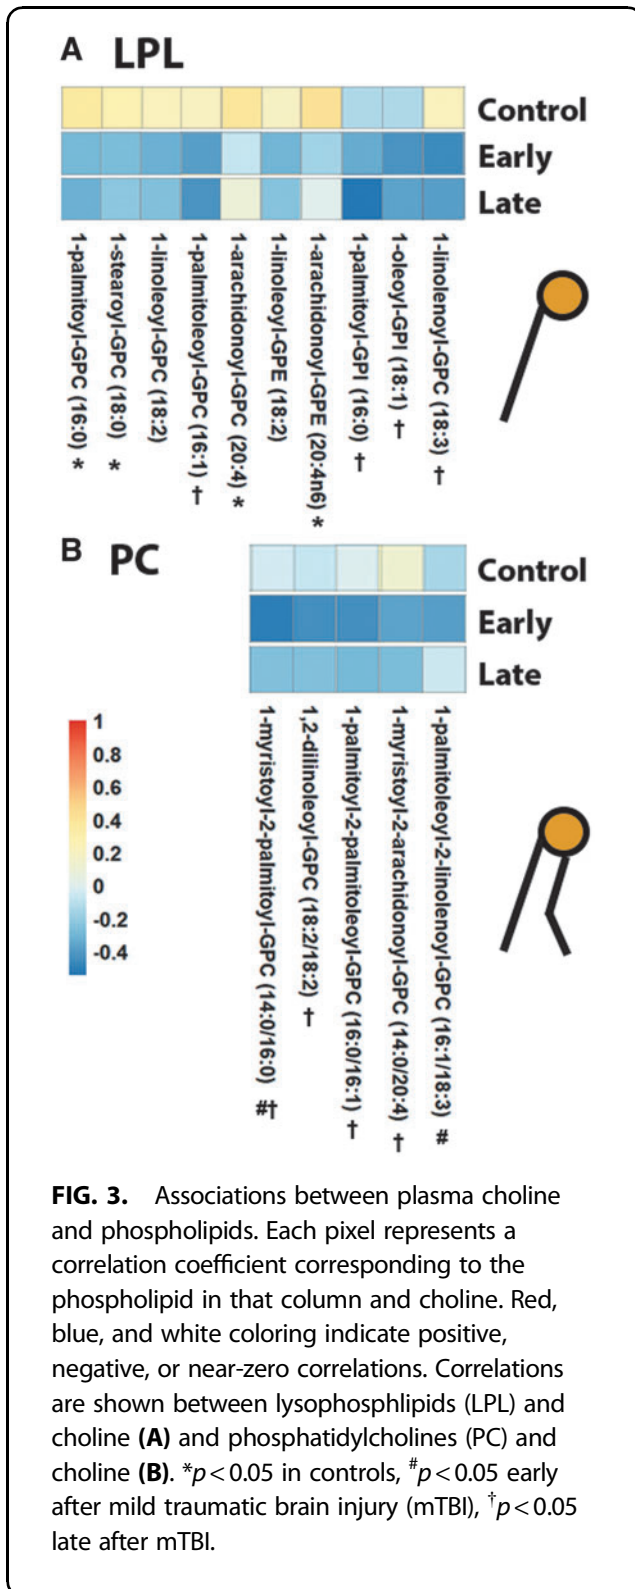 A LPL
Control
Early
Late
1-palmitoyl-GPC (16:0) *
1-stearoyl-GPC (18:0) *
1-linoleoyl-GPC (18:2)
1-palmitoleoyl-GPC (16:1) †
1-arachidonoyl-GPC (20:4) *
1-linoleoyl-GPE (18:2)
1-arachidonoyl-GPE (20:4n6) *
1-palmitoyl-GPI (16:0) †
1-oleoyl-GPI (18:1) †
1-linolenoyl-GPC (18:3) †
B PC
Control
Early
Late
1
0.8
0.6
0.4
0.2
0
-0.2
-0.4
1-myristoyl-2-palmitoyl-GPC (14:0/16:0) #†
1,2-dilinoleoyl-GPC (18:2/18:2) †
1-palmitoyl-2-palmitoleoyl-GPC (16:0/16:1) †
1-myristoyl-2-arachidonoyl-GPC (14:0/20:4) †
1-palmitoleoyl-2-linolenoyl-GPC (16:1/18:3) #
FIG. 3. Associations between plasma choline
and phospholipids. Each pixel represents a
correlation coefficient corresponding to the
phospholipid in that column and choline. Red,
blue, and white coloring indicate positive,
negative, or near-zero correlations. Correlations
are shown between lysophosphlipids (LPL) and
choline (A) and phosphatidylcholines (PC) and
choline (B). *p < 0.05 in controls, #p < 0.05 early
after mild traumatic brain injury (mTBI), †p < 0.05
late after mTBI.